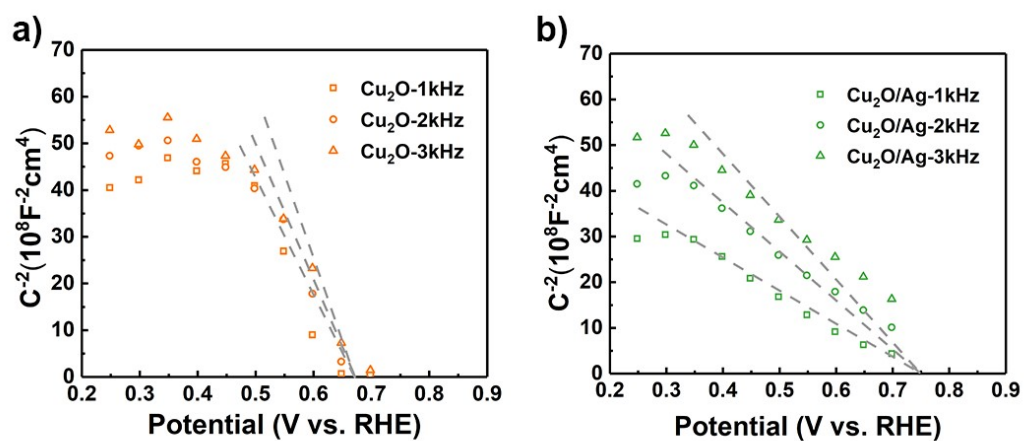 a)
C⁻²(10⁸F⁻²cm⁴)
70
60
50
40
30
20
10
0
Cu₂O-1kHz
Cu₂O-2kHz
Cu₂O-3kHz
0.2 0.3 0.4 0.5 0.6 0.7 0.8 0.9
Potential (V vs. RHE)
b)
C⁻²(10⁸F⁻²cm⁴)
70
60
50
40
30
20
10
0
Cu₂O/Ag-1kHz
Cu₂O/Ag-2kHz
Cu₂O/Ag-3kHz
0.2 0.3 0.4 0.5 0.6 0.7 0.8 0.9
Potential (V vs. RHE)